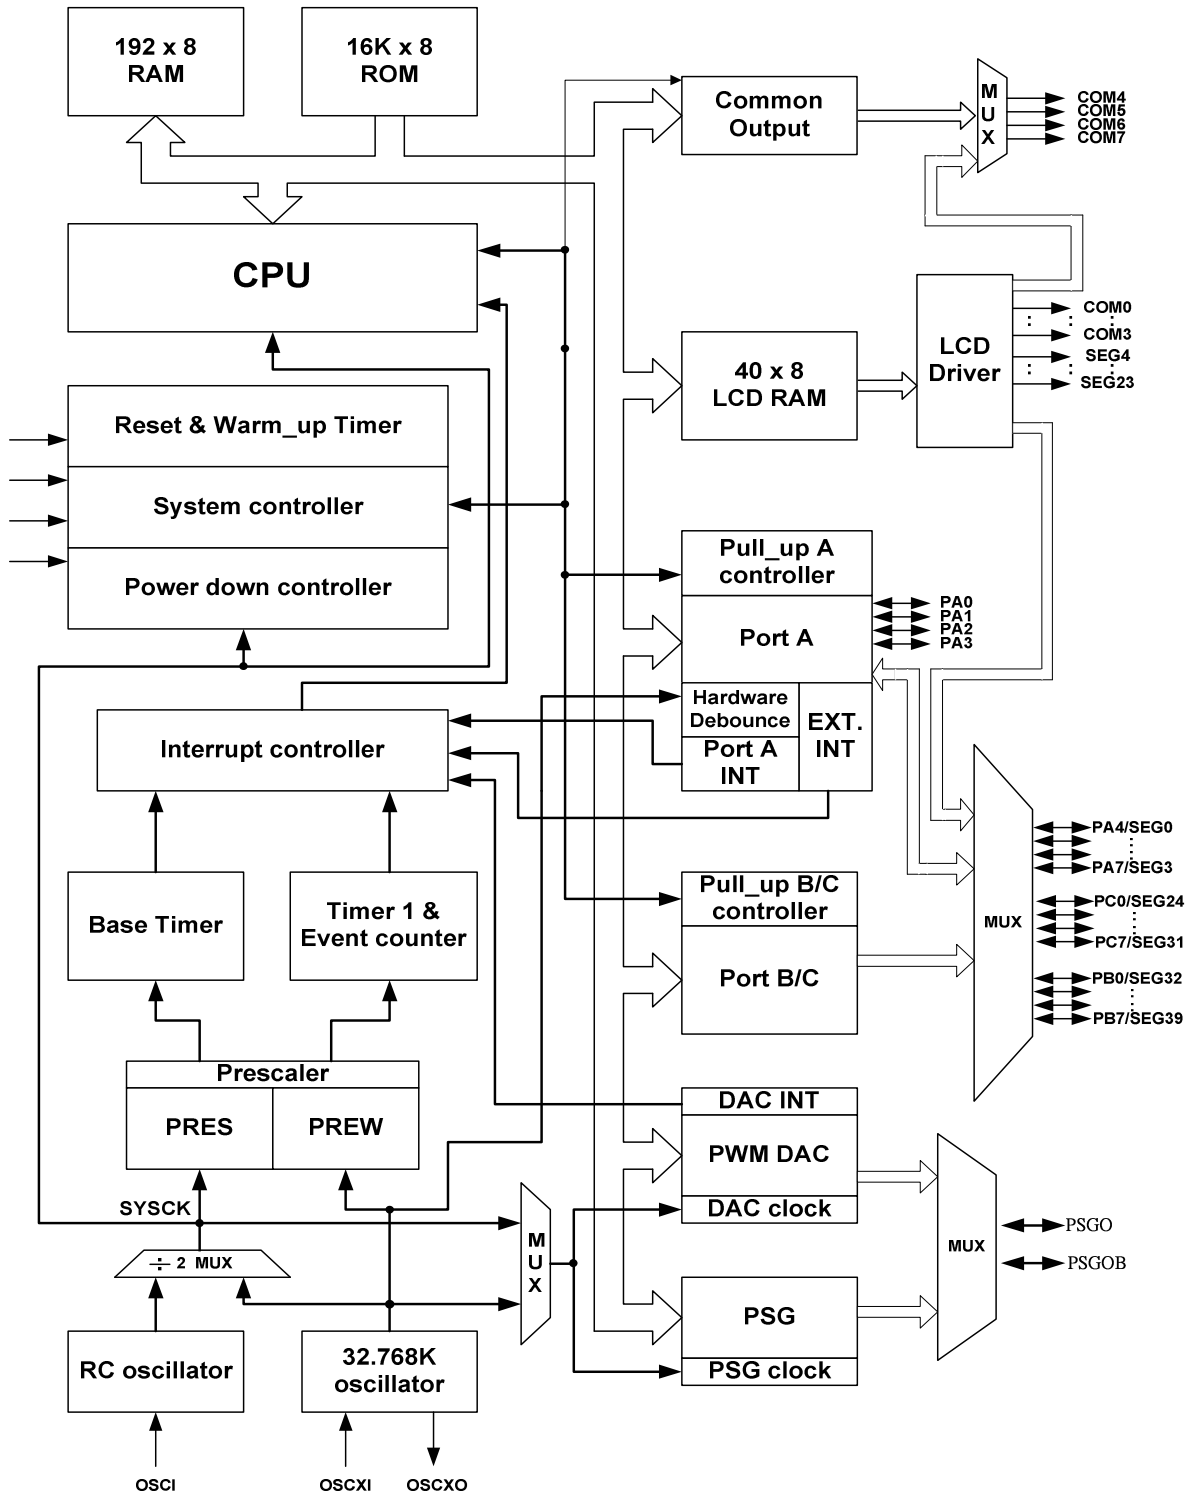 192 x 8
RAM
16K x 8
ROM
Common
Output
M
U
X
COM4
COM5
COM6
COM7
CPU
40 x 8
LCD RAM
LCD
Driver
COM0
COM3
SEG4
SEG23
Reset & Warm_up Timer
System controller
Power down controller
Pull_up A
controller
Port A
PA0
PA1
PA2
PA3
Hardware
Debounce
Port A
INT
EXT.
INT
Interrupt controller
Base Timer
Timer 1 &
Event counter
Pull_up B/C
controller
Port B/C
MUX
PA4/SEG0
PA7/SEG3
PC0/SEG24
PC7/SEG31
PB0/SEG32
PB7/SEG39
Prescaler
PRES
PREW
DAC INT
PWM DAC
DAC clock
SYSCK
÷ 2 MUX
M
U
X
MUX
PSGO
PSGOB
PSG
PSG clock
RC oscillator
32.768K
oscillator
OSCI
OSCXI
OSCXO